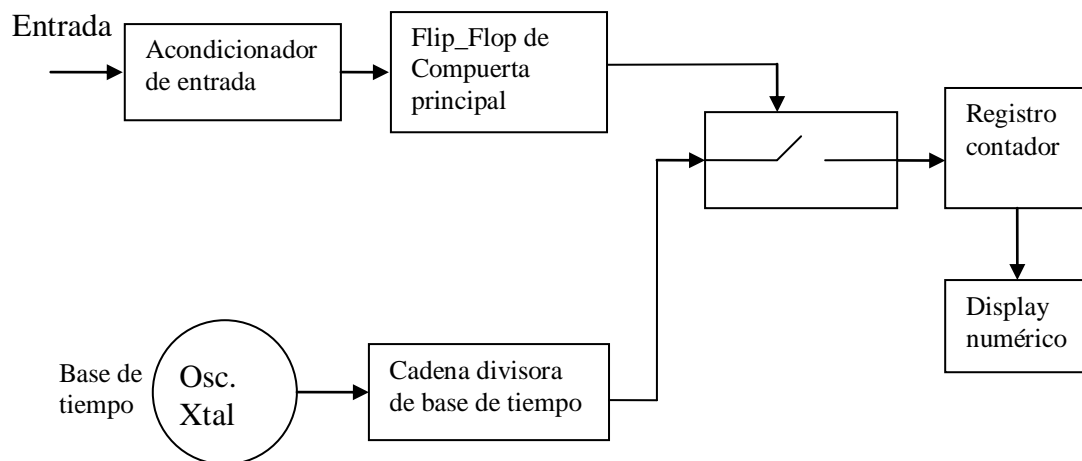 Entrada
Acondicionador
de entrada
Flip_Flop de
Compuerta
principal
Registro
contador
Display
numérico
Base de
tiempo
Osc.
Xtal
Cadena divisora
de base de tiempo